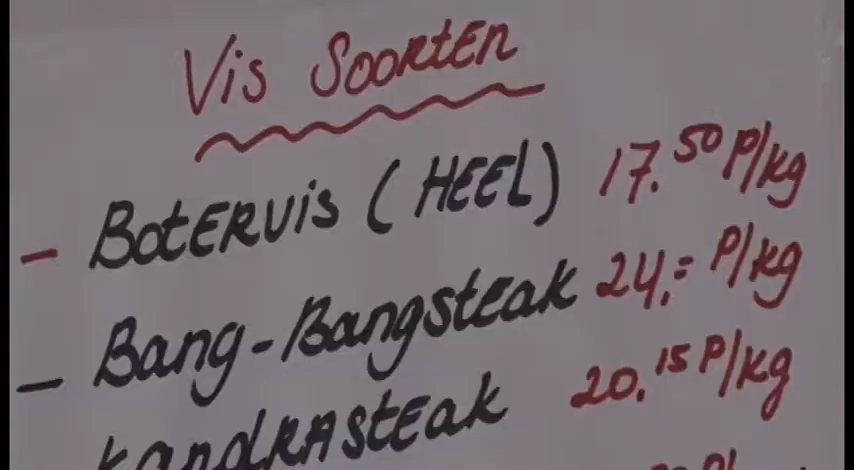 Vis Soorten
- Botervis (Heel) 17.50 P/kg
- Bang-Bangsteak 24,= P/kg
KandRAsteak 20.15 P/kg